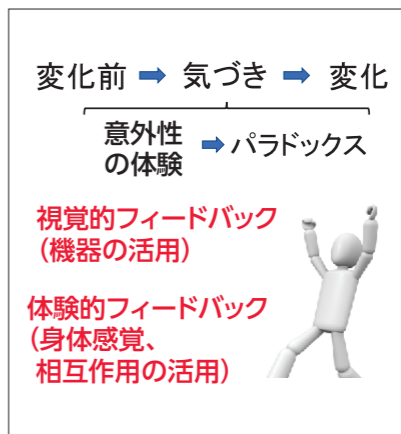 変化前 ➡ 気づき ➡ 変化
意外性
の体験 ➡ パラドックス
視覚的フィードバック
(機器の活用)
体験的フィードバック
(身体感覚、
相互作用の活用)